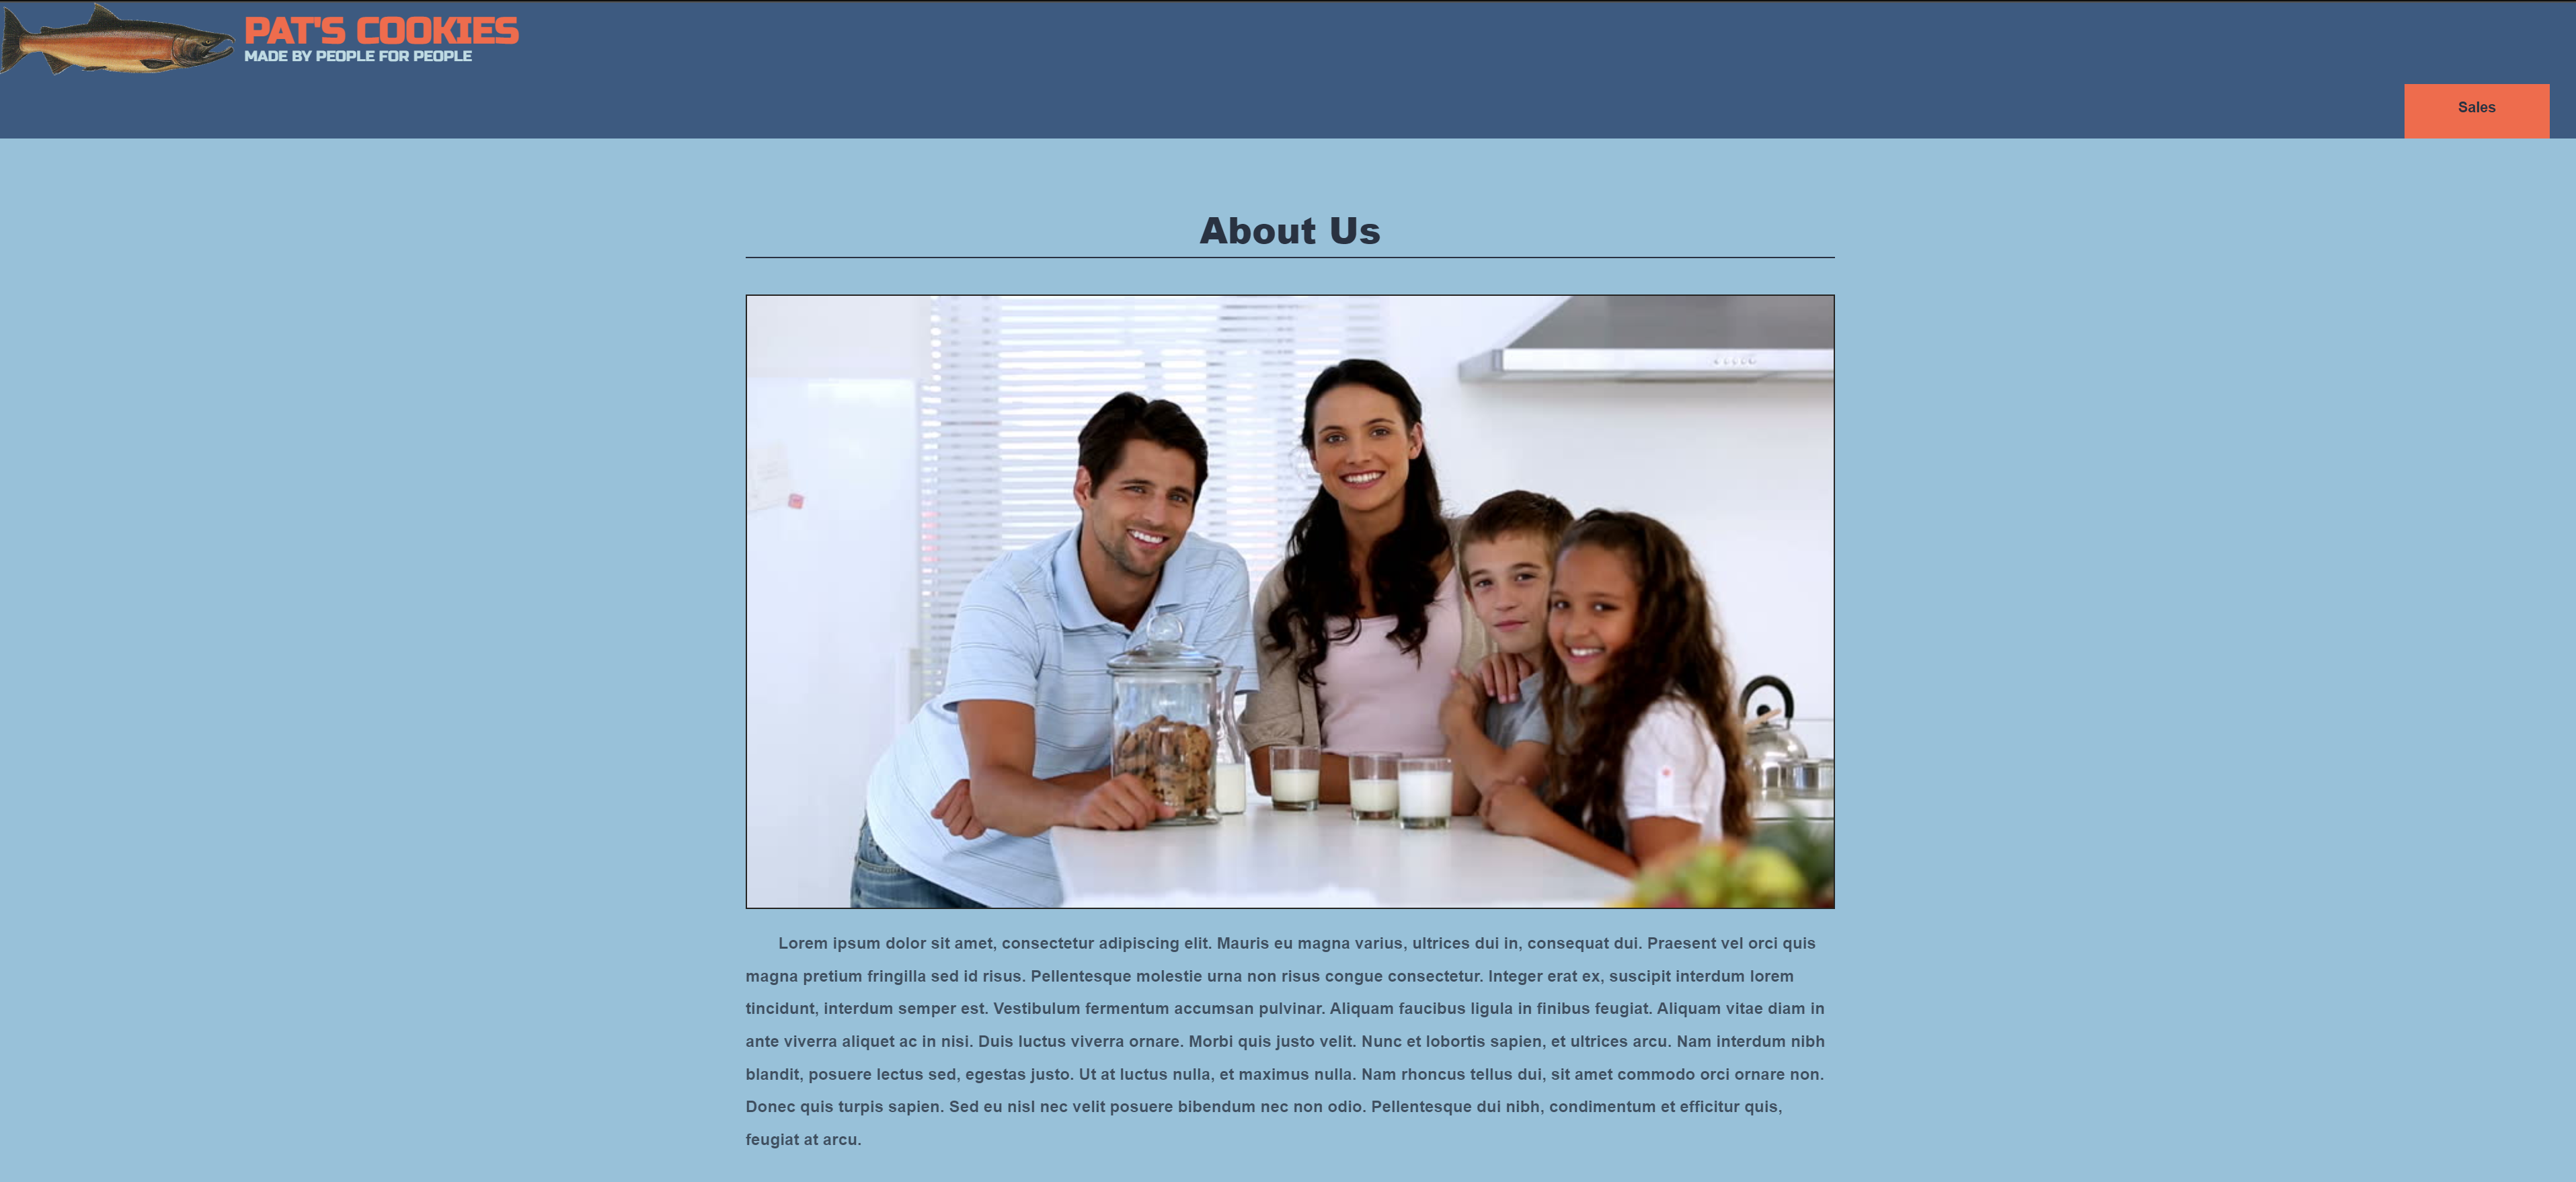 PAT'S COOKIES
MADE BY PEOPLE FOR PEOPLE
Sales
About Us
Lorem ipsum dolor sit amet, consectetur adipiscing elit. Mauris eu magna varius, ultrices dui in, consequat dui. Praesent vel orci quis
magna pretium fringilla sed id risus. Pellentesque molestie urna non risus congue consectetur. Integer erat ex, suscipit interdum lorem
tincidunt, interdum semper est. Vestibulum fermentum accumsan pulvinar. Aliquam faucibus ligula in finibus feugiat. Aliquam vitae diam in
ante viverra aliquet ac in nisi. Duis luctus viverra ornare. Morbi quis justo velit. Nunc et lobortis sapien, et ultrices arcu. Nam interdum nibh
blandit, posuere lectus sed, egestas justo. Ut at luctus nulla, et maximus nulla. Nam rhoncus tellus dui, sit amet commodo orci ornare non.
Donec quis turpis sapien. Sed eu nisl nec velit posuere bibendum nec non odio. Pellentesque dui nibh, condimentum et efficitur quis,
feugiat at arcu.